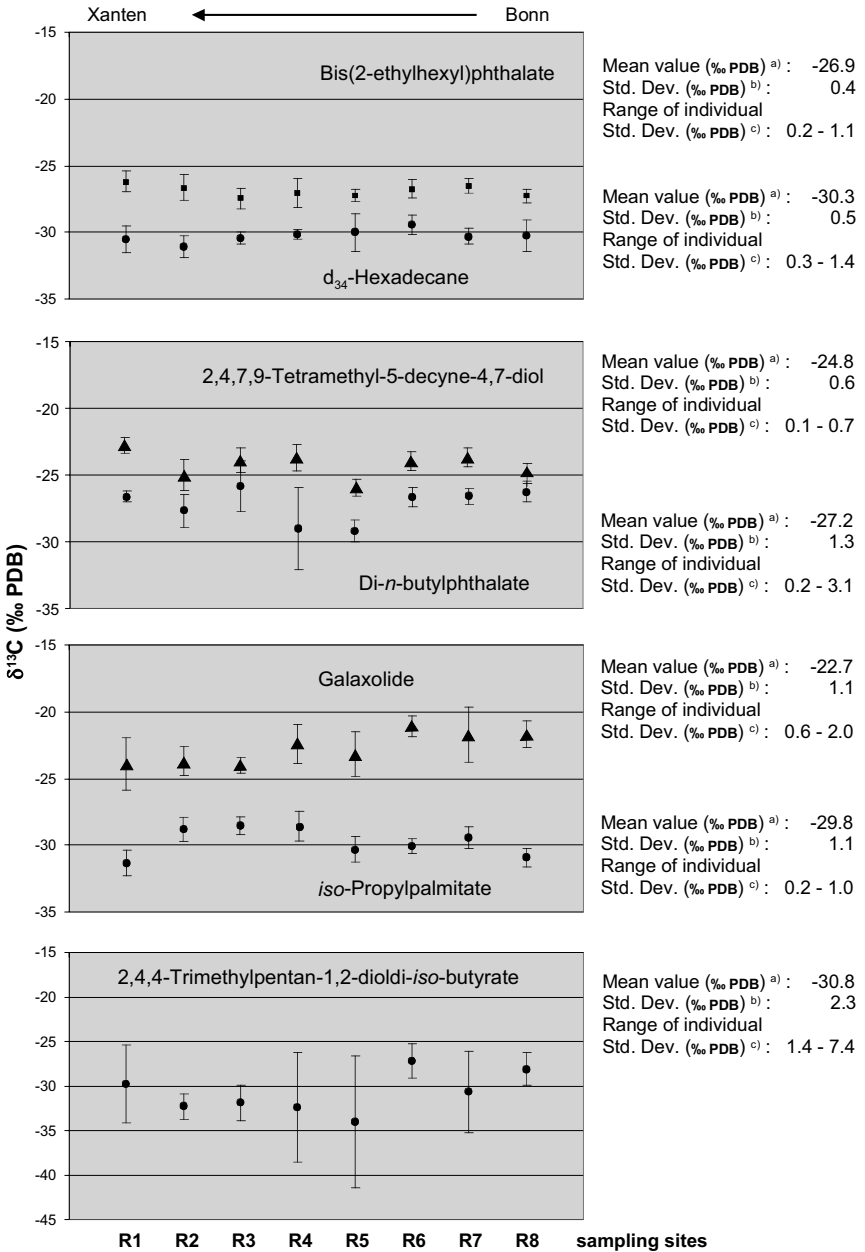 Xanten Bonn
-15
-20
-25
-30
-35
Bis(2-ethylhexyl)phthalate
d34-Hexadecane
Mean value (‰ PDB) a) : -26.9
Std. Dev. (‰ PDB) b) : 0.4
Range of individual
Std. Dev. (‰ PDB) c) : 0.2 - 1.1
Mean value (‰ PDB) a) : -30.3
Std. Dev. (‰ PDB) b) : 0.5
Range of individual
Std. Dev. (‰ PDB) c) : 0.3 - 1.4
δ13C (‰ PDB)
-15
-20
-25
-30
-35
2,4,7,9-Tetramethyl-5-decyne-4,7-diol
Di-n-butylphthalate
Mean value (‰ PDB) a) : -24.8
Std. Dev. (‰ PDB) b) : 0.6
Range of individual
Std. Dev. (‰ PDB) c) : 0.1 - 0.7
Mean value (‰ PDB) a) : -27.2
Std. Dev. (‰ PDB) b) : 1.3
Range of individual
Std. Dev. (‰ PDB) c) : 0.2 - 3.1
-15
-20
-25
-30
-35
Galaxolide
iso-Propylpalmitate
Mean value (‰ PDB) a) : -22.7
Std. Dev. (‰ PDB) b) : 1.1
Range of individual
Std. Dev. (‰ PDB) c) : 0.6 - 2.0
Mean value (‰ PDB) a) : -29.8
Std. Dev. (‰ PDB) b) : 1.1
Range of individual
Std. Dev. (‰ PDB) c) : 0.2 - 1.0
-15
-20
-25
-30
-35
-40
-45
2,4,4-Trimethylpentan-1,2-dioldi-iso-butyrate
Mean value (‰ PDB) a) : -30.8
Std. Dev. (‰ PDB) b) : 2.3
Range of individual
Std. Dev. (‰ PDB) c) : 1.4 - 7.4
R1 R2 R3 R4 R5 R6 R7 R8 sampling sites